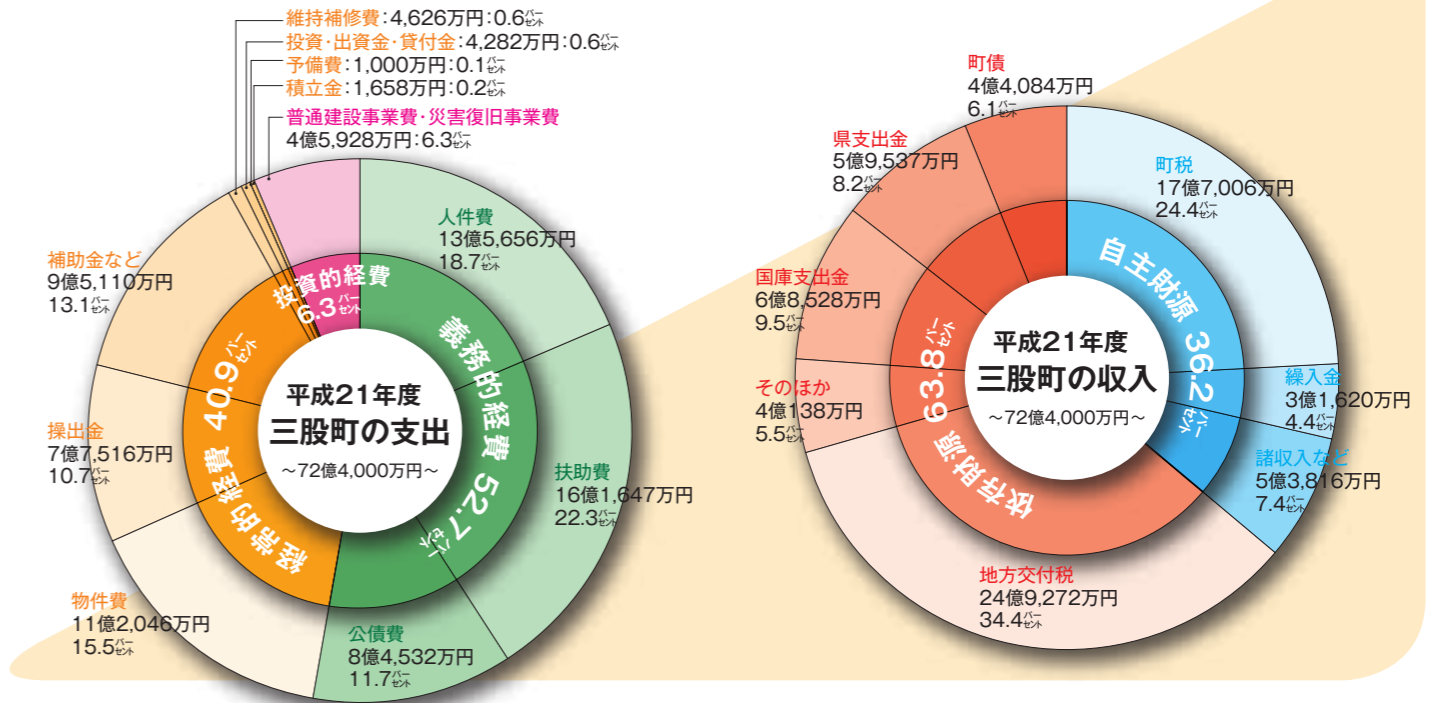 維持補修費:4,626万円:0.6パーセント
投資・出資金・貸付金:4,282万円:0.6パーセント
予備費:1,000万円:0.1パーセント
積立金:1,658万円:0.2パーセント
普通建設事業費・災害復旧事業費
4億5,928万円:6.3パーセント
人件費
13億5,656万円
18.7パーセント
補助金など
9億5,110万円
13.1パーセント
投資的経費
6.3パーセント
義務的経費 52.7パーセント
経常的経費 40.9パーセント
平成21年度
三股町の支出
〜72億4,000万円〜
操出金
7億7,516万円
10.7パーセント
扶助費
16億1,647万円
22.3パーセント
物件費
11億2,046万円
15.5パーセント
公債費
8億4,532万円
11.7パーセント
町債
4億4,084万円
6.1パーセント
県支出金
5億9,537万円
8.2パーセント
町税
17億7,006万円
24.4パーセント
国庫支出金
6億8,528万円
9.5パーセント
自主財源 36.2パーセント
依存財源 63.8パーセント
平成21年度
三股町の収入
〜72億4,000万円〜
そのほか
4億138万円
5.5パーセント
繰入金
3億1,620万円
4.4パーセント
諸収入など
5億3,816万円
7.4パーセント
地方交付税
24億9,272万円
34.4パーセント